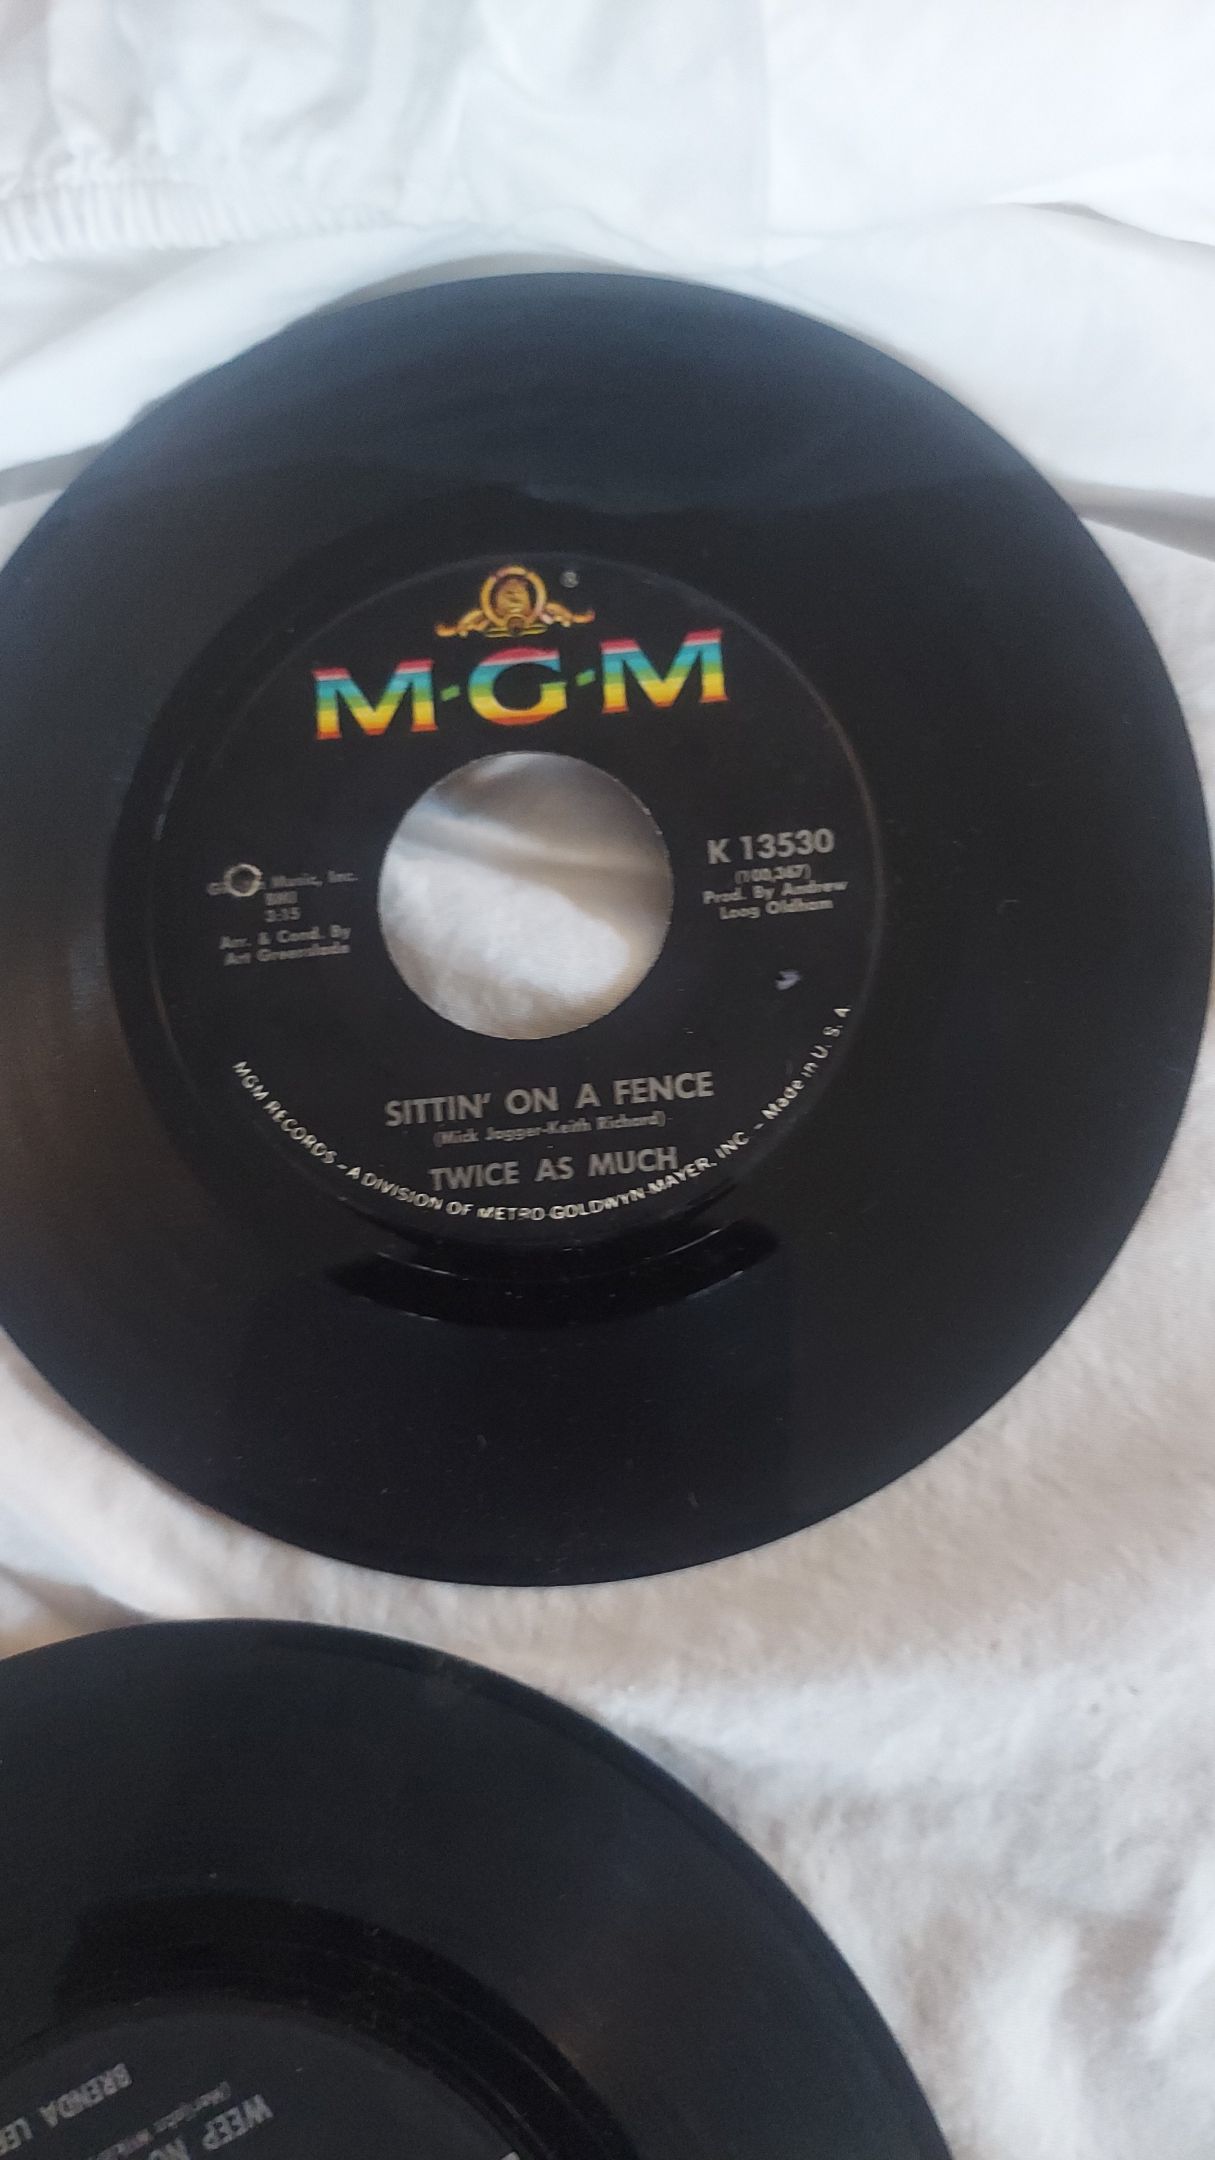 ®
M-G-M
Music, Inc.
BMI
3:15
Arr. & Cond. By
Art Greenslade
K 13530
(100,367)
Prod. By Andrew
Loog Oldham
SITTIN' ON A FENCE
(Mick Jagger-Keith Richard)
TWICE AS MUCH
MGM RECORDS - A DIVISION OF METRO-GOLDWYN-MAYER, INC. - Made in U. S. A.
WEEP NO
BRENDA LEE